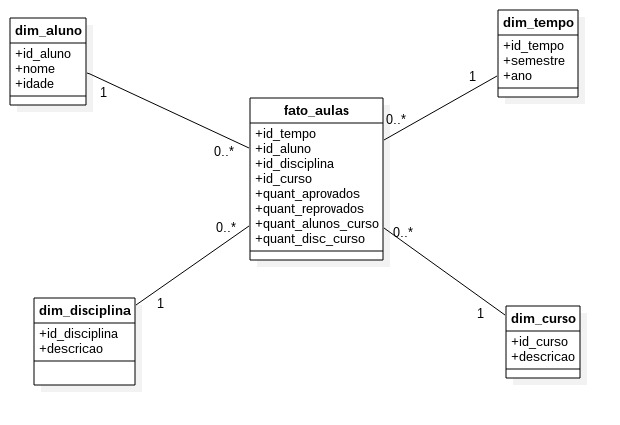 dim_aluno
+id_aluno
+nome
+idade
1
dim_tempo
+id_tempo
+semestre
+ano
1
fato_aulas
+id_tempo
+id_aluno
+id_disciplina
+id_curso
+quant_aprovados
+quant_reprovados
+quant_alunos_curso
+quant_disc_curso
0..*
0..*
0..*
0..*
dim_disciplina
+id_disciplina
+descricao
1
dim_curso
+id_curso
+descricao
1